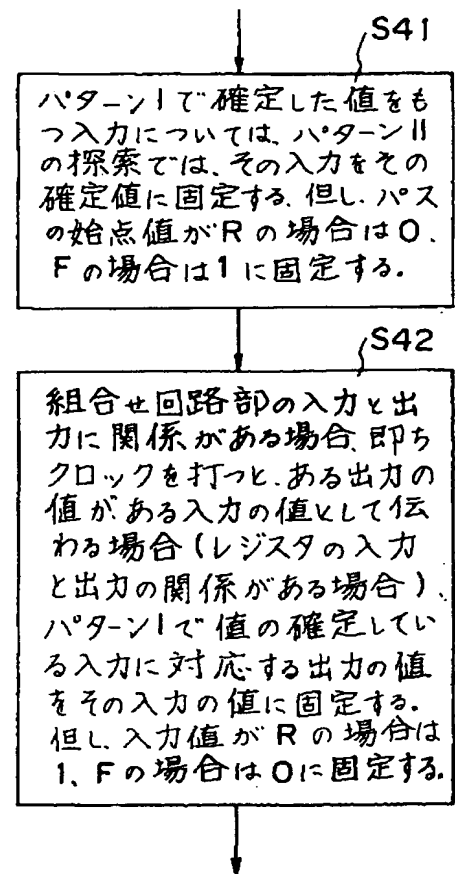 S41
パターンIで確定した値をも
つ入力については、パターンII
の探索では、その入力をその
確定値に固定する、但し、パス
の始点値がRの場合は0、
Fの場合は1に固定する。
S42
組合せ回路部の入力と出
力に関係がある場合、即ち
クロックを打つと、ある出力の
値がある入力の値として伝
わる場合(レジスタの入力
と出力の関係がある場合)、
パターンIで値の確定してい
る入力に対応する出力の値
をその入力の値に固定する。
但し、入力値がRの場合は
1、Fの場合は0に固定する。